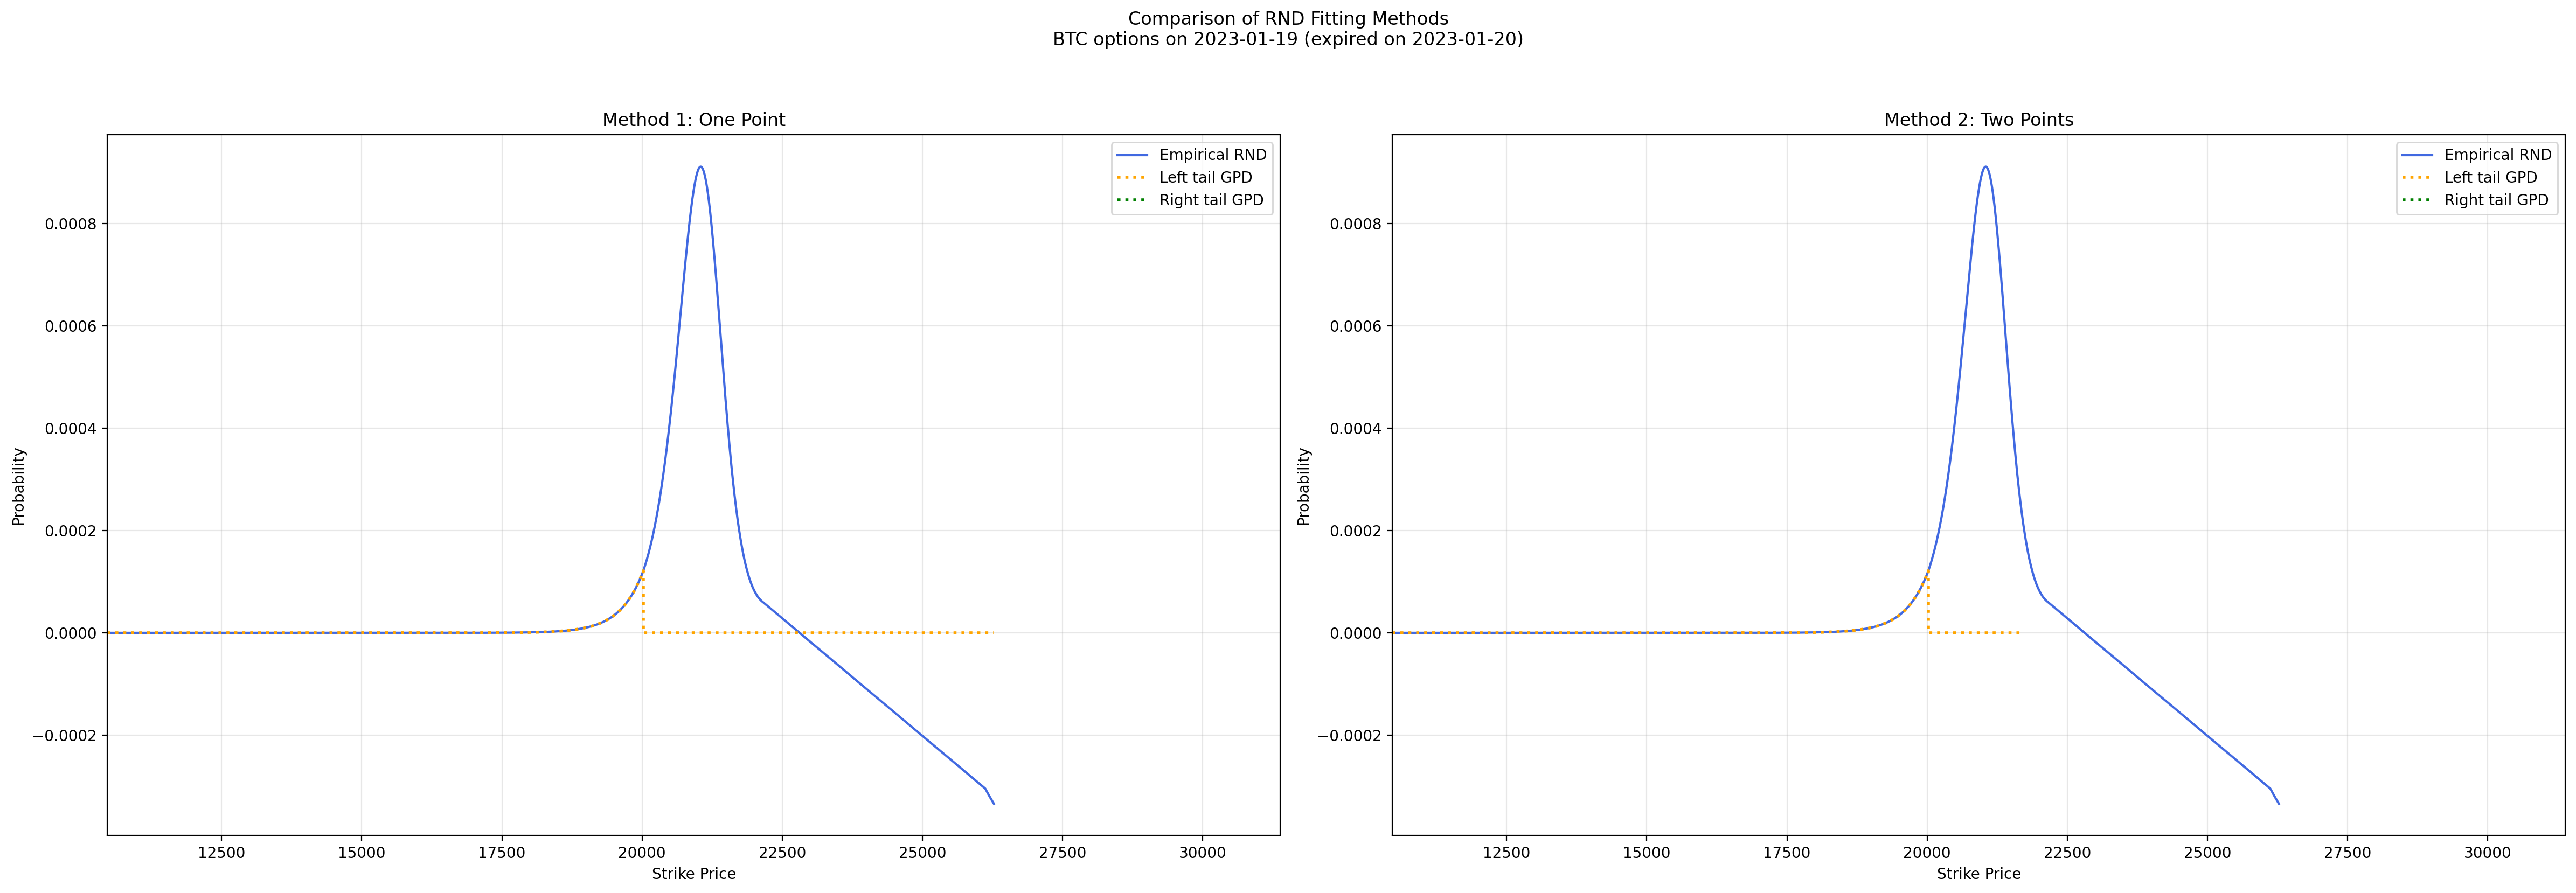 Comparison of RND Fitting Methods
BTC options on 2023-01-19 (expired on 2023-01-20)
Method 1: One Point
Empirical RND
Left tail GPD
Right tail GPD
0.0008
0.0006
0.0004
0.0002
0.0000
−0.0002
Probability
12500 15000 17500 20000 22500 25000 27500 30000
Strike Price
Method 2: Two Points
Empirical RND
Left tail GPD
Right tail GPD
0.0008
0.0006
0.0004
0.0002
0.0000
−0.0002
Probability
12500 15000 17500 20000 22500 25000 27500 30000
Strike Price